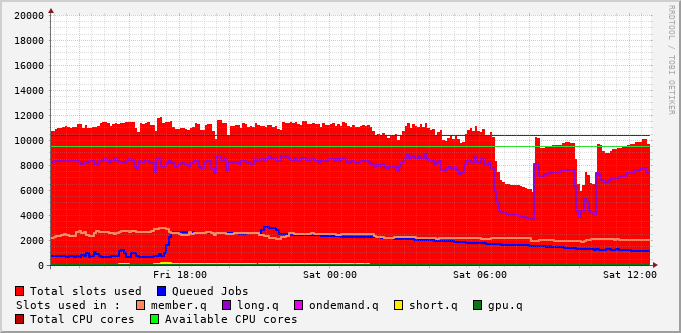 20000
18000
16000
14000
12000
10000
8000
6000
4000
2000
0
Fri 18:00 Sat 00:00 Sat 06:00 Sat 12:00
Total slots used Queued Jobs
Slots used in : member.q long.q ondemand.q short.q gpu.q
Total CPU cores Available CPU cores
RRDTOOL / TOBI OETIKER